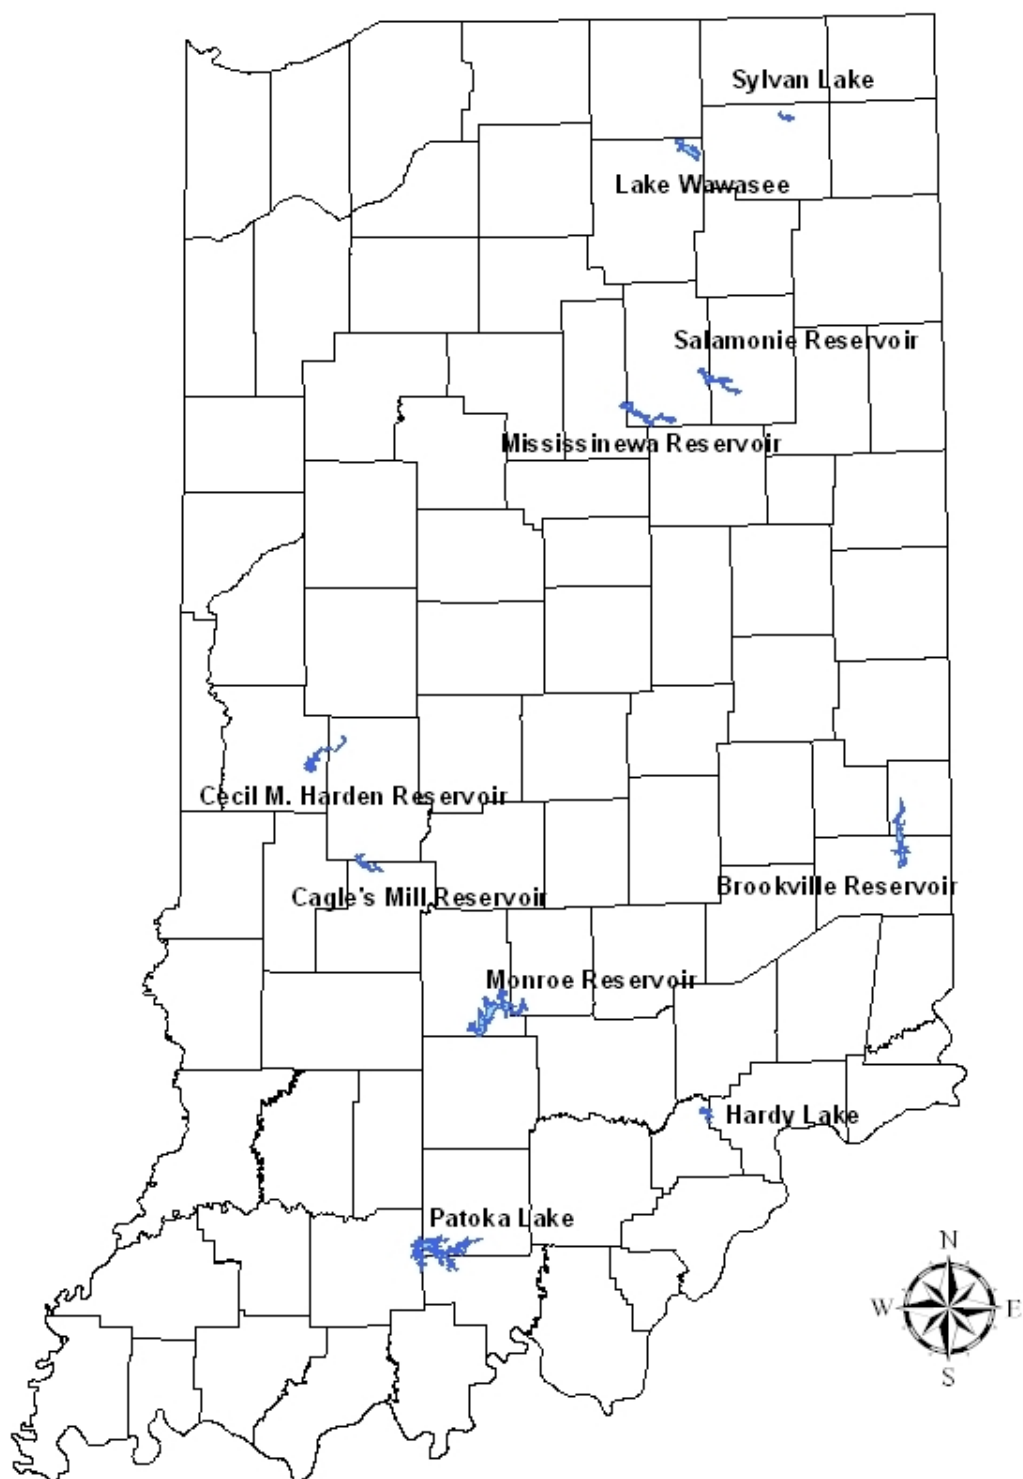 Sylvan Lake
Lake Wawasee
Salamonie Reservoir
Mississinewa Reservoir
Cecil M. Harden Reservoir
Cagle's Mill Reservoir
Brookville Reservoir
Monroe Reservoir
Hardy Lake
Patoka Lake
N
W E
S